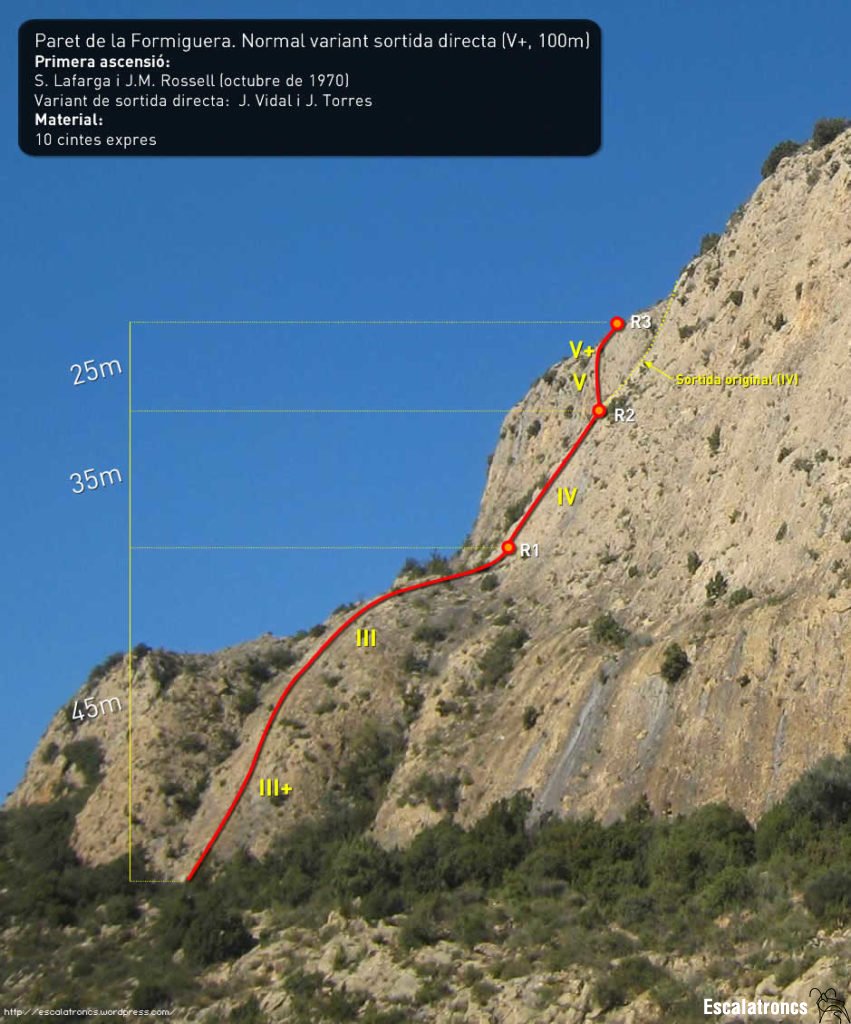 Paret de la Formiguera. Normal variant sortida directa (V+, 100m)
Primera ascensió:
S. Lafarga i J.M. Rossell (octubre de 1970)
Variant de sortida directa: J. Vidal i J. Torres
Material:
10 cintes expres
R3
V+
25m
V
Sortida original (IV)
R2
35m
IV
R1
III
45m
III+
http://escalatroncs.wordpress.com/
Escalatroncs